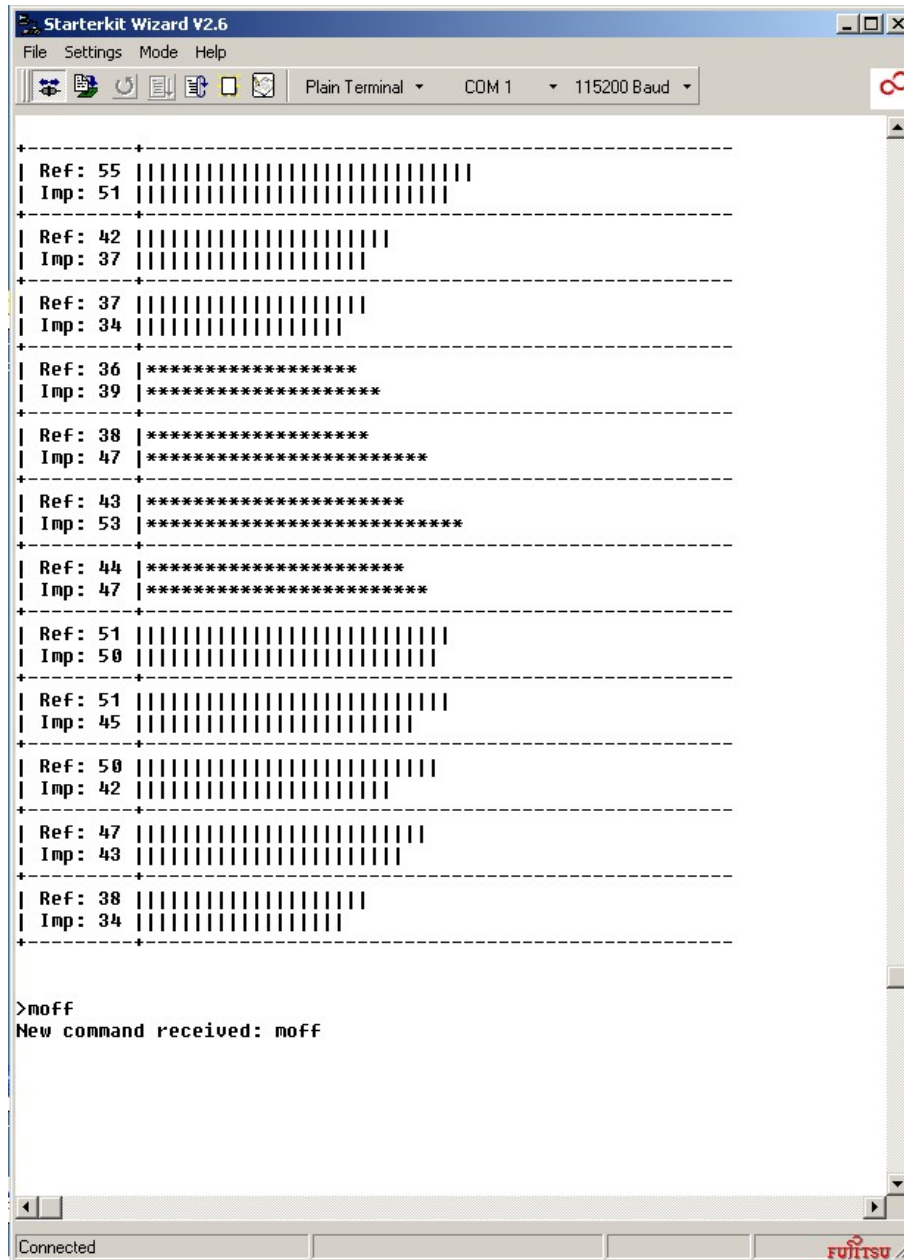 Starterkit Wizard V2.6
File Settings Mode Help
Plain Terminal COM 1 115200 Baud
+---------+--------------------------------------------------
| Ref: 55 |||||||||||||||||||||||||||||
| Imp: 51 |||||||||||||||||||||||||||
+---------+--------------------------------------------------
| Ref: 42 ||||||||||||||||||||||
| Imp: 37 ||||||||||||||||||||
+---------+--------------------------------------------------
| Ref: 37 ||||||||||||||||||||
| Imp: 34 ||||||||||||||||||
+---------+--------------------------------------------------
| Ref: 36 |******************
| Imp: 39 |********************
+---------+--------------------------------------------------
| Ref: 38 |*******************
| Imp: 47 |************************
+---------+--------------------------------------------------
| Ref: 43 |**********************
| Imp: 53 |***************************
+---------+--------------------------------------------------
| Ref: 44 |**********************
| Imp: 47 |************************
+---------+--------------------------------------------------
| Ref: 51 |||||||||||||||||||||||||||
| Imp: 50 ||||||||||||||||||||||||||
+---------+--------------------------------------------------
| Ref: 51 |||||||||||||||||||||||||||
| Imp: 45 ||||||||||||||||||||||||
+---------+--------------------------------------------------
| Ref: 50 ||||||||||||||||||||||||||
| Imp: 42 ||||||||||||||||||||||
+---------+--------------------------------------------------
| Ref: 47 |||||||||||||||||||||||||
| Imp: 43 |||||||||||||||||||||||
+---------+--------------------------------------------------
| Ref: 38 ||||||||||||||||||||
| Imp: 34 ||||||||||||||||||
+---------+--------------------------------------------------
>moff
New command received: moff
Connected
FUJITSU